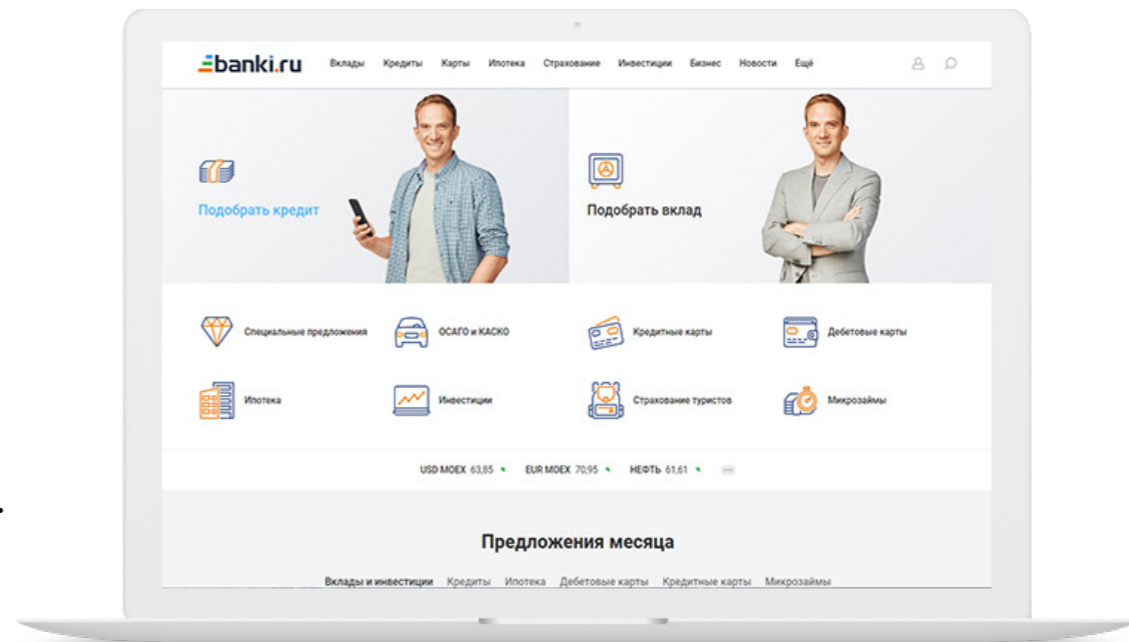 banki.ru Вклады Кредиты Карты Ипотека Страхование Инвестиции Бизнес Новости Ещё
Подобрать кредит
Подобрать вклад
Специальные предложения ОСАГО и КАСКО Кредитные карты Дебетовые карты
Ипотека Инвестиции Страхование туристов Микрозаймы
USD MOEX 63,85 EUR MOEX 70,95 НЕФТЬ 61,61
Предложения месяца
Вклады и инвестиции Кредиты Ипотека Дебетовые карты Кредитные карты Микрозаймы